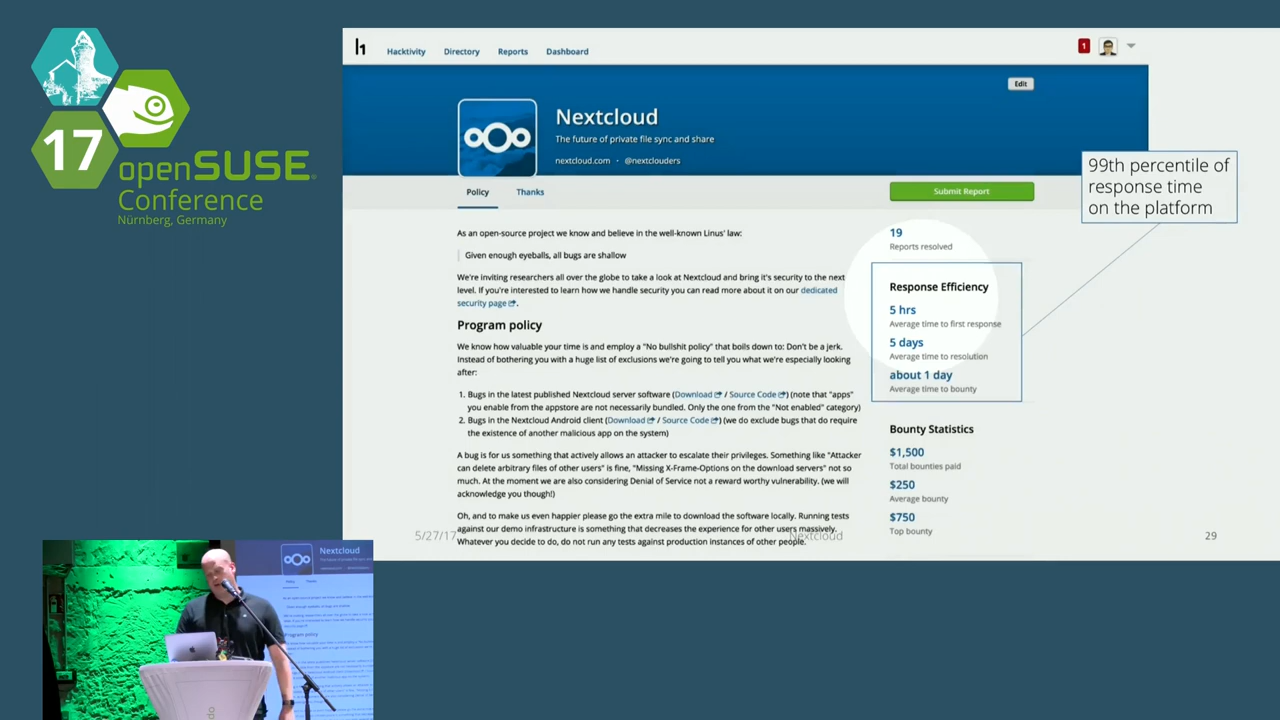 17
openSUSE
Conference
Nürnberg, Germany
Hacktivity Directory Reports Dashboard
1
Edit
Nextcloud
The future of private file sync and share
nextcloud.com · @nextclouders
Policy Thanks
Submit Report
99th percentile of
response time
on the platform
As an open-source project we know and believe in the well-known Linus' law:
Given enough eyeballs, all bugs are shallow
We're inviting researchers all over the globe to take a look at Nextcloud and bring it's security to the next
level. If you're interested to learn how we handle security you can read more about it on our dedicated
security page.
Program policy
We know how valuable your time is and employ a "No bullshit policy" that boils down to: Don't be a jerk.
Instead of bothering you with a huge list of exclusions we're going to tell you what we're especially looking
after:
1. Bugs in the latest published Nextcloud server software (Download / Source Code) (note that "apps"
you enable from the appstore are not necessarily bundled. Only the one from the "Not enabled" category)
2. Bugs in the Nextcloud Android client (Download / Source Code) (we do exclude bugs that do require
the existence of another malicious app on the system)
A bug is for us something that actively allows an attacker to escalate their privileges. Something like "Attacker
can delete arbitrary files of other users" is fine, "Missing X-Frame-Options on the download servers" not so
much. At the moment we are also considering Denial of Service not a reward worthy vulnerability. (we will
acknowledge you though!)
Oh, and to make us even happier please go the extra mile to download the software locally. Running tests
against our demo infrastructure is something that decreases the experience for other users massively.
Whatever you decide to do, do not run any tests against production instances of other people.
19
Reports resolved
Response Efficiency
5 hrs
Average time to first response
5 days
Average time to resolution
about 1 day
Average time to bounty
Bounty Statistics
$1,500
Total bounties paid
$250
Average bounty
$750
Top bounty
5/27/17
Nextcloud
29
Nextcloud
Policy
Program policy